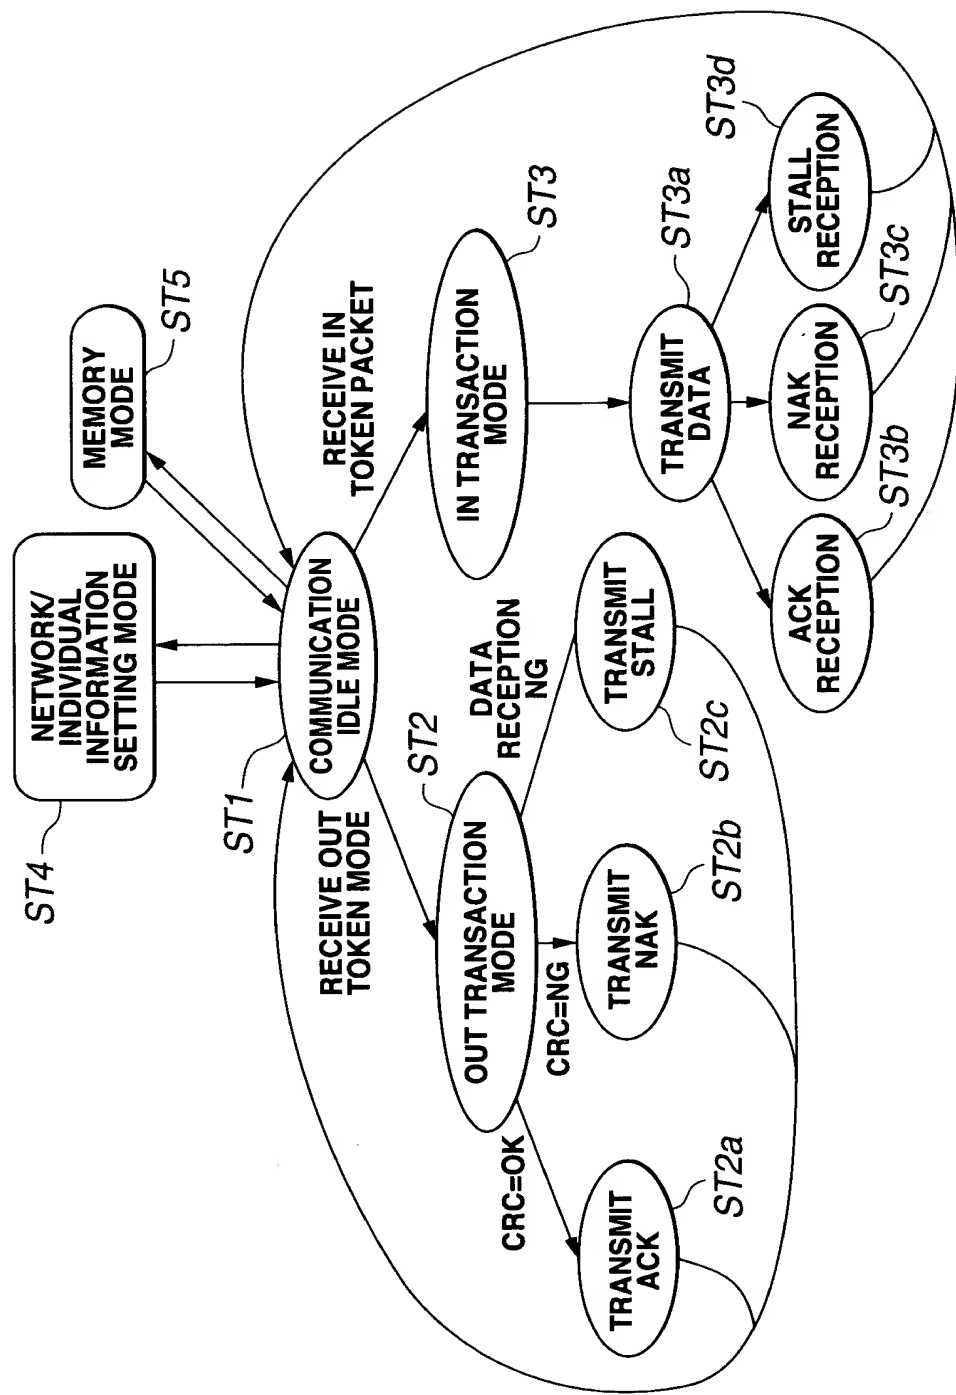 ST4
NETWORK/
INDIVIDUAL
INFORMATION
SETTING MODE
MEMORY
MODE
ST5
ST1
COMMUNICATION
IDLE MODE
RECEIVE OUT
TOKEN MODE
RECEIVE IN
TOKEN PACKET
ST2
OUT TRANSACTION
MODE
DATA
RECEPTION
NG
IN TRANSACTION
MODE
ST3
CRC=OK
CRC=NG
TRANSMIT
ACK
ST2a
TRANSMIT
NAK
ST2b
TRANSMIT
STALL
ST2c
TRANSMIT
DATA
ST3a
ACK
RECEPTION
ST3b
NAK
RECEPTION
ST3c
STALL
RECEPTION
ST3d